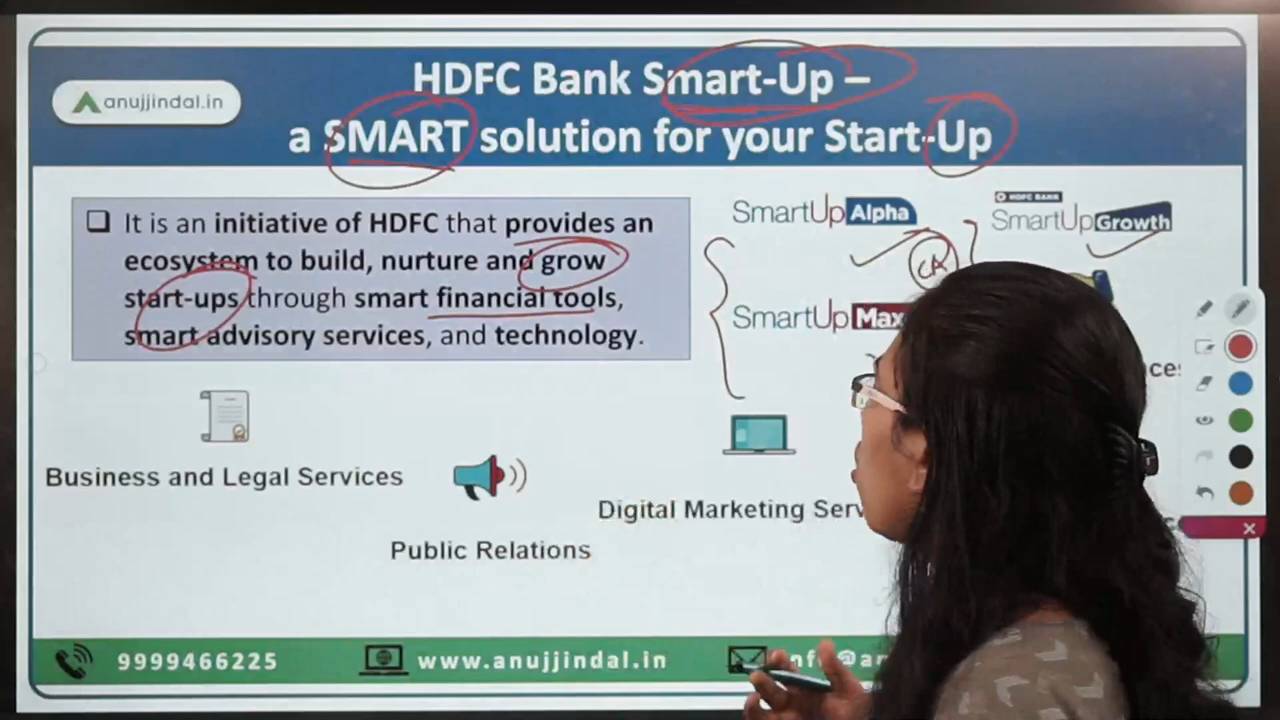 HDFC Bank Smart-Up –
a SMART solution for your Start-Up
anujjindal.in
❑ It is an initiative of HDFC that provides an
ecosystem to build, nurture and grow
start-ups through smart financial tools,
smart advisory services, and technology.
SmartUp Alpha
HDFC BANK
SmartUp Growth
CA
SmartUp Max
Business and Legal Services
Public Relations
Digital Marketing
9999466225
www.anujjindal.in